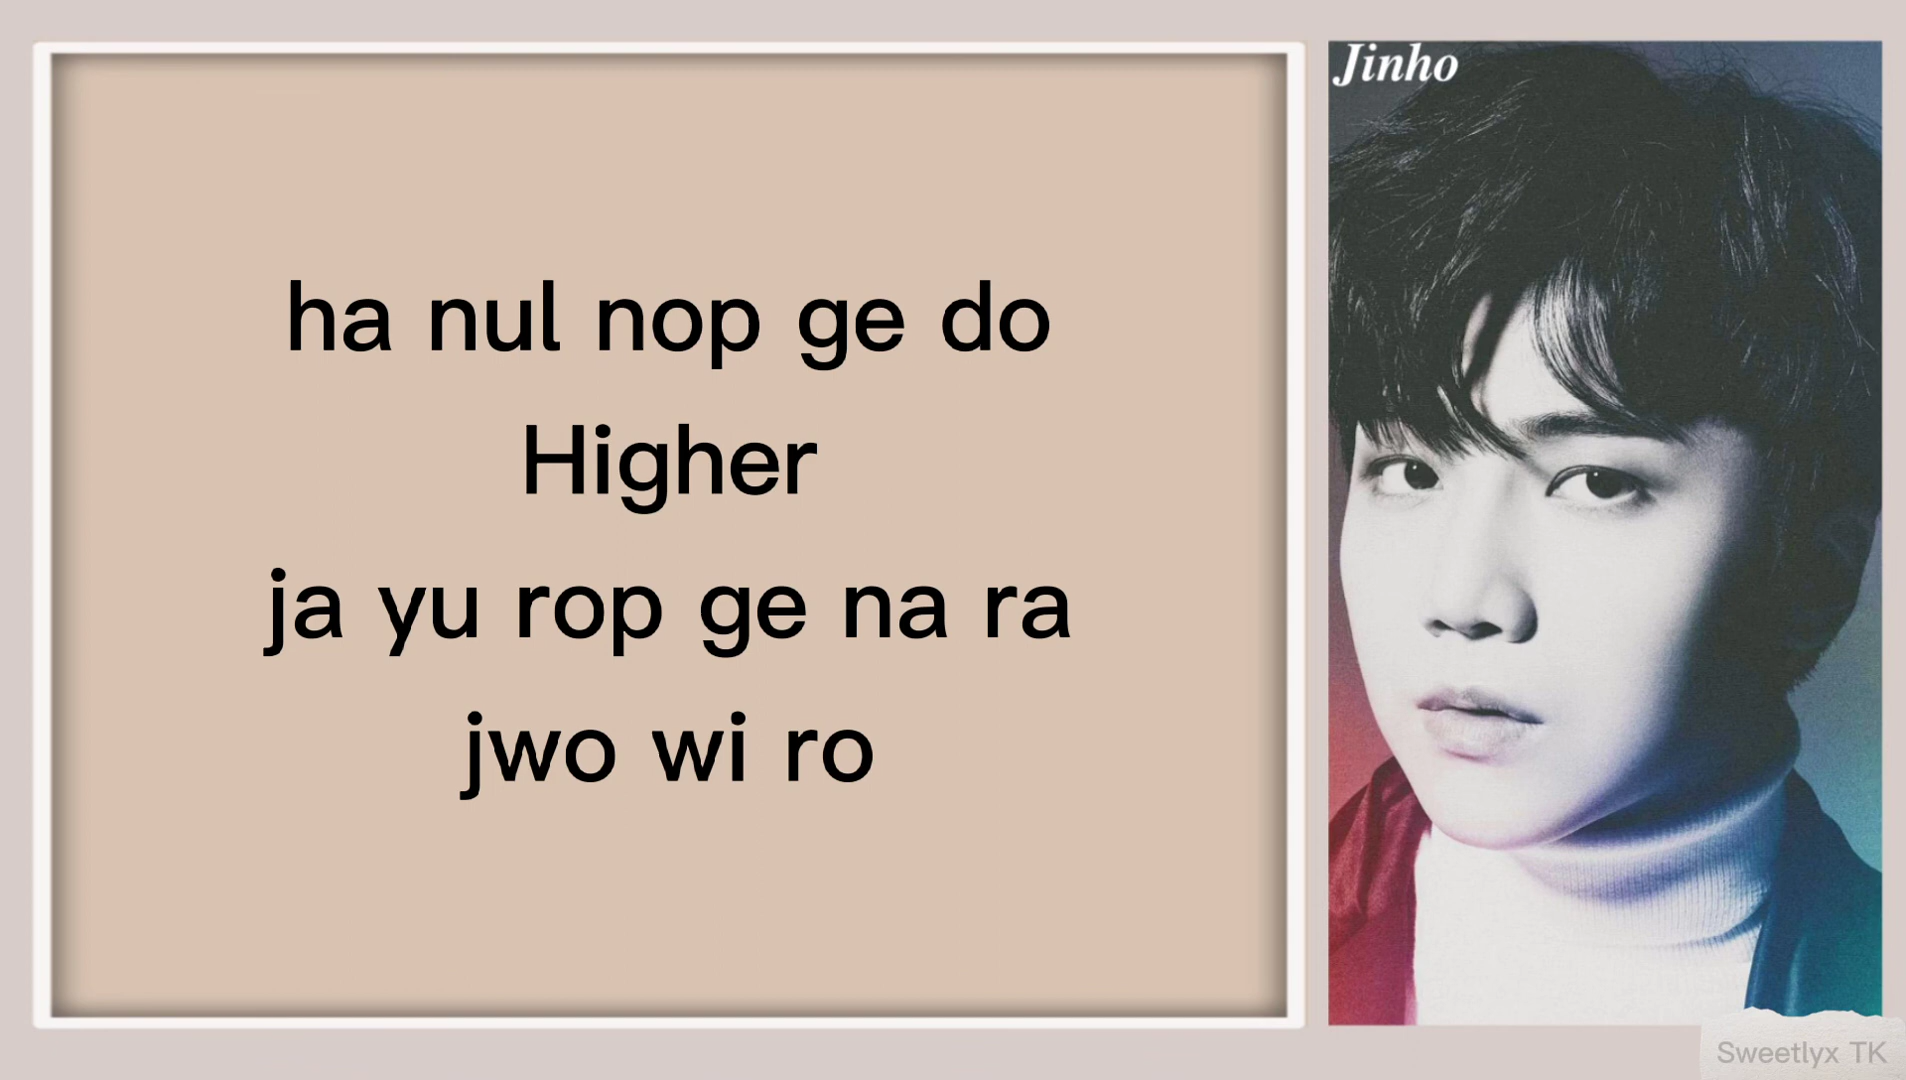 ha nul nop ge do
Higher
ja yu rop ge na ra
jwo wi ro
Jinho
Sweetlyx TK